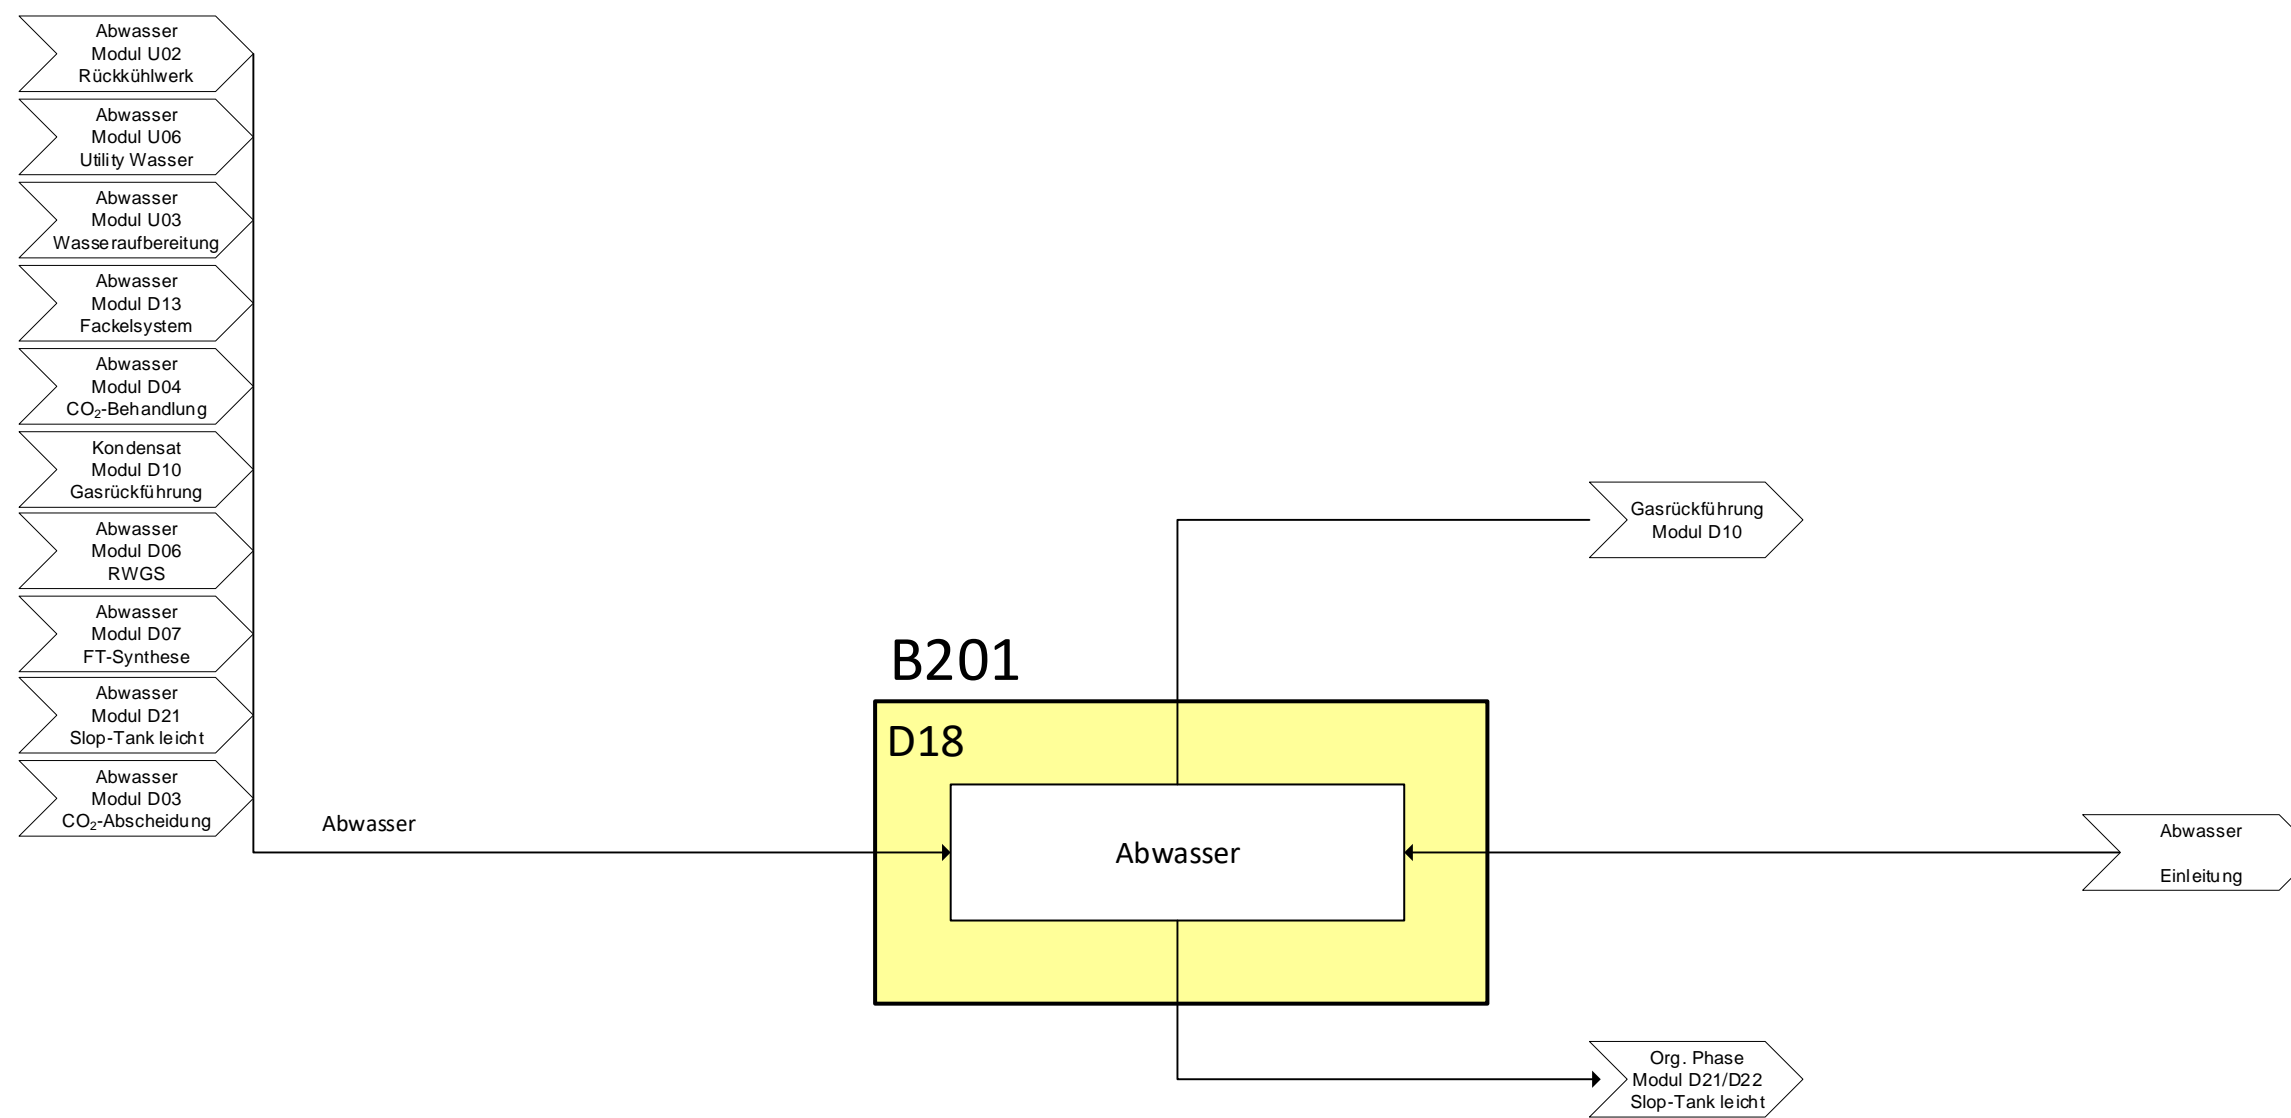 Abwasser
Modul U02
Rückkühlwerk
Abwasser
Modul U06
Utility Wasser
Abwasser
Modul U03
Wasseraufbereitung
Abwasser
Modul D13
Fackelsystem
Abwasser
Modul D04
CO₂-Behandlung
Kondensat
Modul D10
Gasrückführung
Abwasser
Modul D06
RWGS
Abwasser
Modul D07
FT-Synthese
Abwasser
Modul D21
Slop-Tank leicht
Abwasser
Modul D03
CO₂-Abscheidung
Abwasser
B201
D18
Abwasser
Gasrückführung
Modul D10
Abwasser
Einleitung
Org. Phase
Modul D21/D22
Slop-Tank leicht